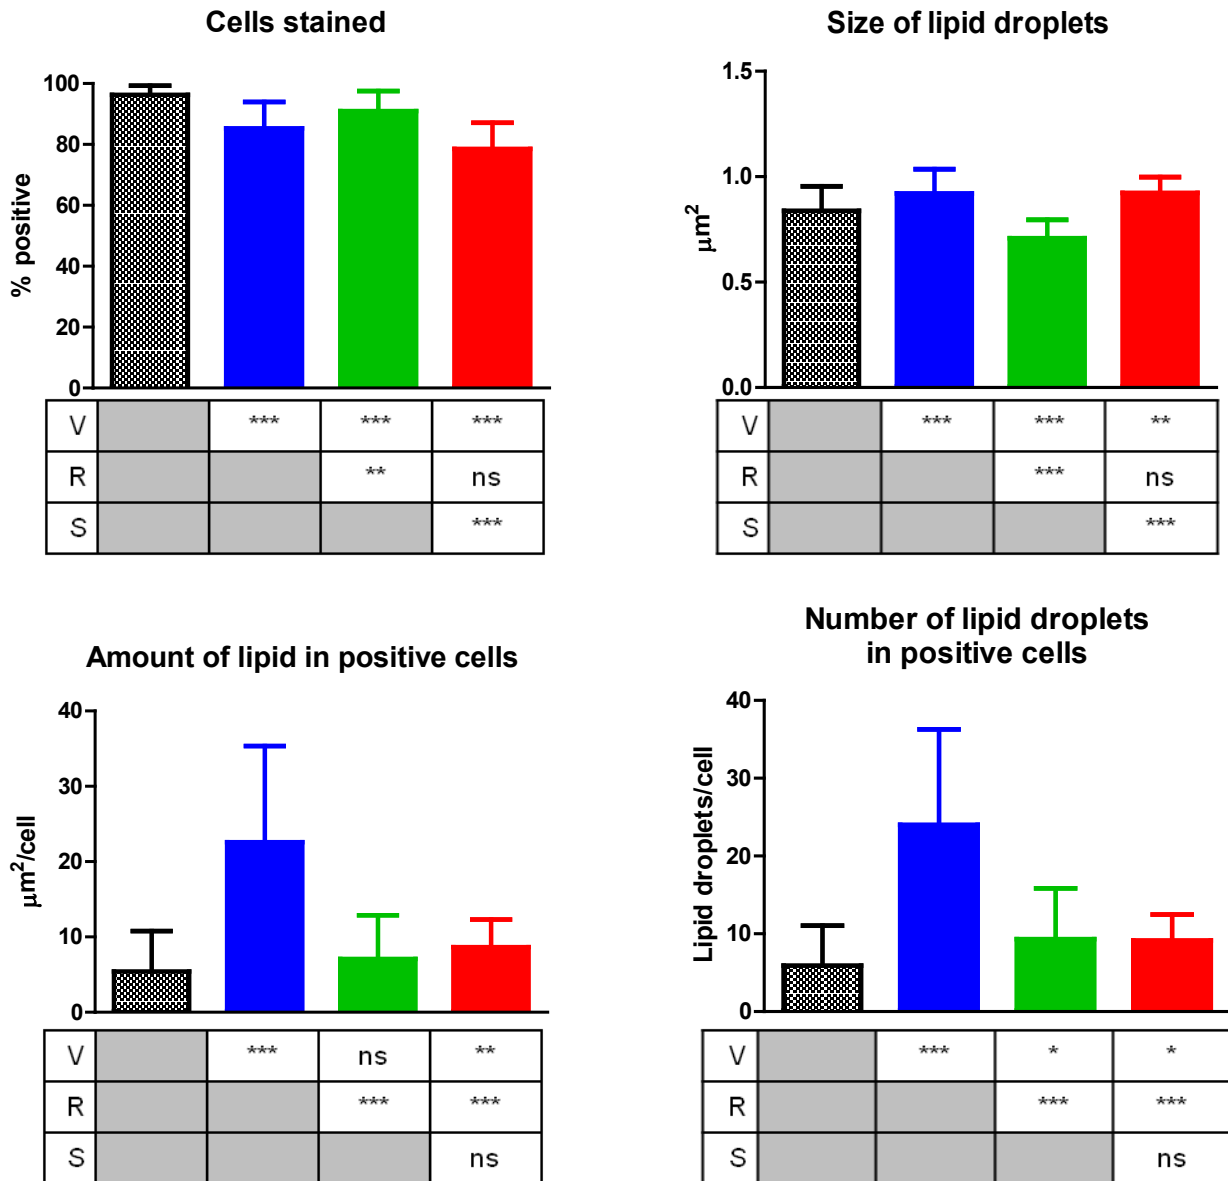 Cells stained
% positive
100
80
60
40
20
0
V *** *** ***
R ** ns
S ***
Size of lipid droplets
μm²
1.5
1.0
0.5
0.0
V *** *** **
R *** ns
S ***
Amount of lipid in positive cells
μm²/cell
40
30
20
10
0
V *** ns **
R *** ***
S ns
Number of lipid droplets
in positive cells
Lipid droplets/cell
40
30
20
10
0
V *** * *
R *** ***
S ns